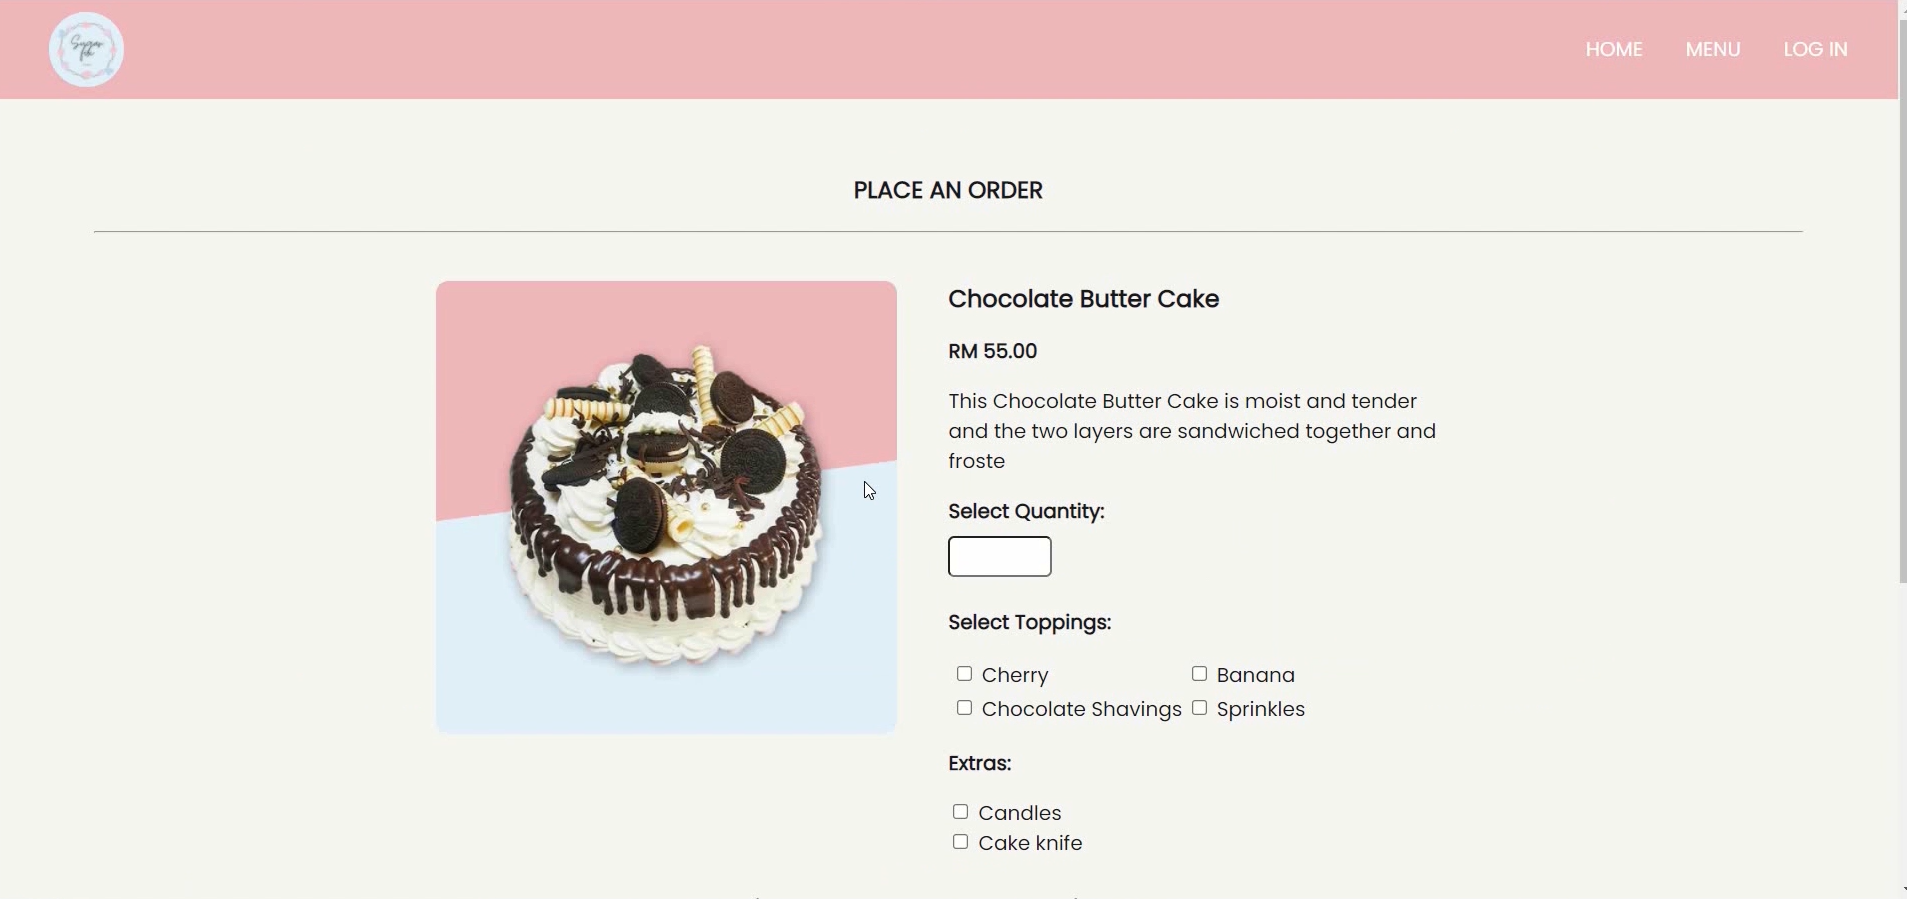 HOME MENU LOG IN
PLACE AN ORDER
Chocolate Butter Cake
RM 55.00
This Chocolate Butter Cake is moist and tender
and the two layers are sandwiched together and
froste
Select Quantity:
Select Toppings:
Cherry Banana
Chocolate Shavings Sprinkles
Extras:
Candles
Cake knife